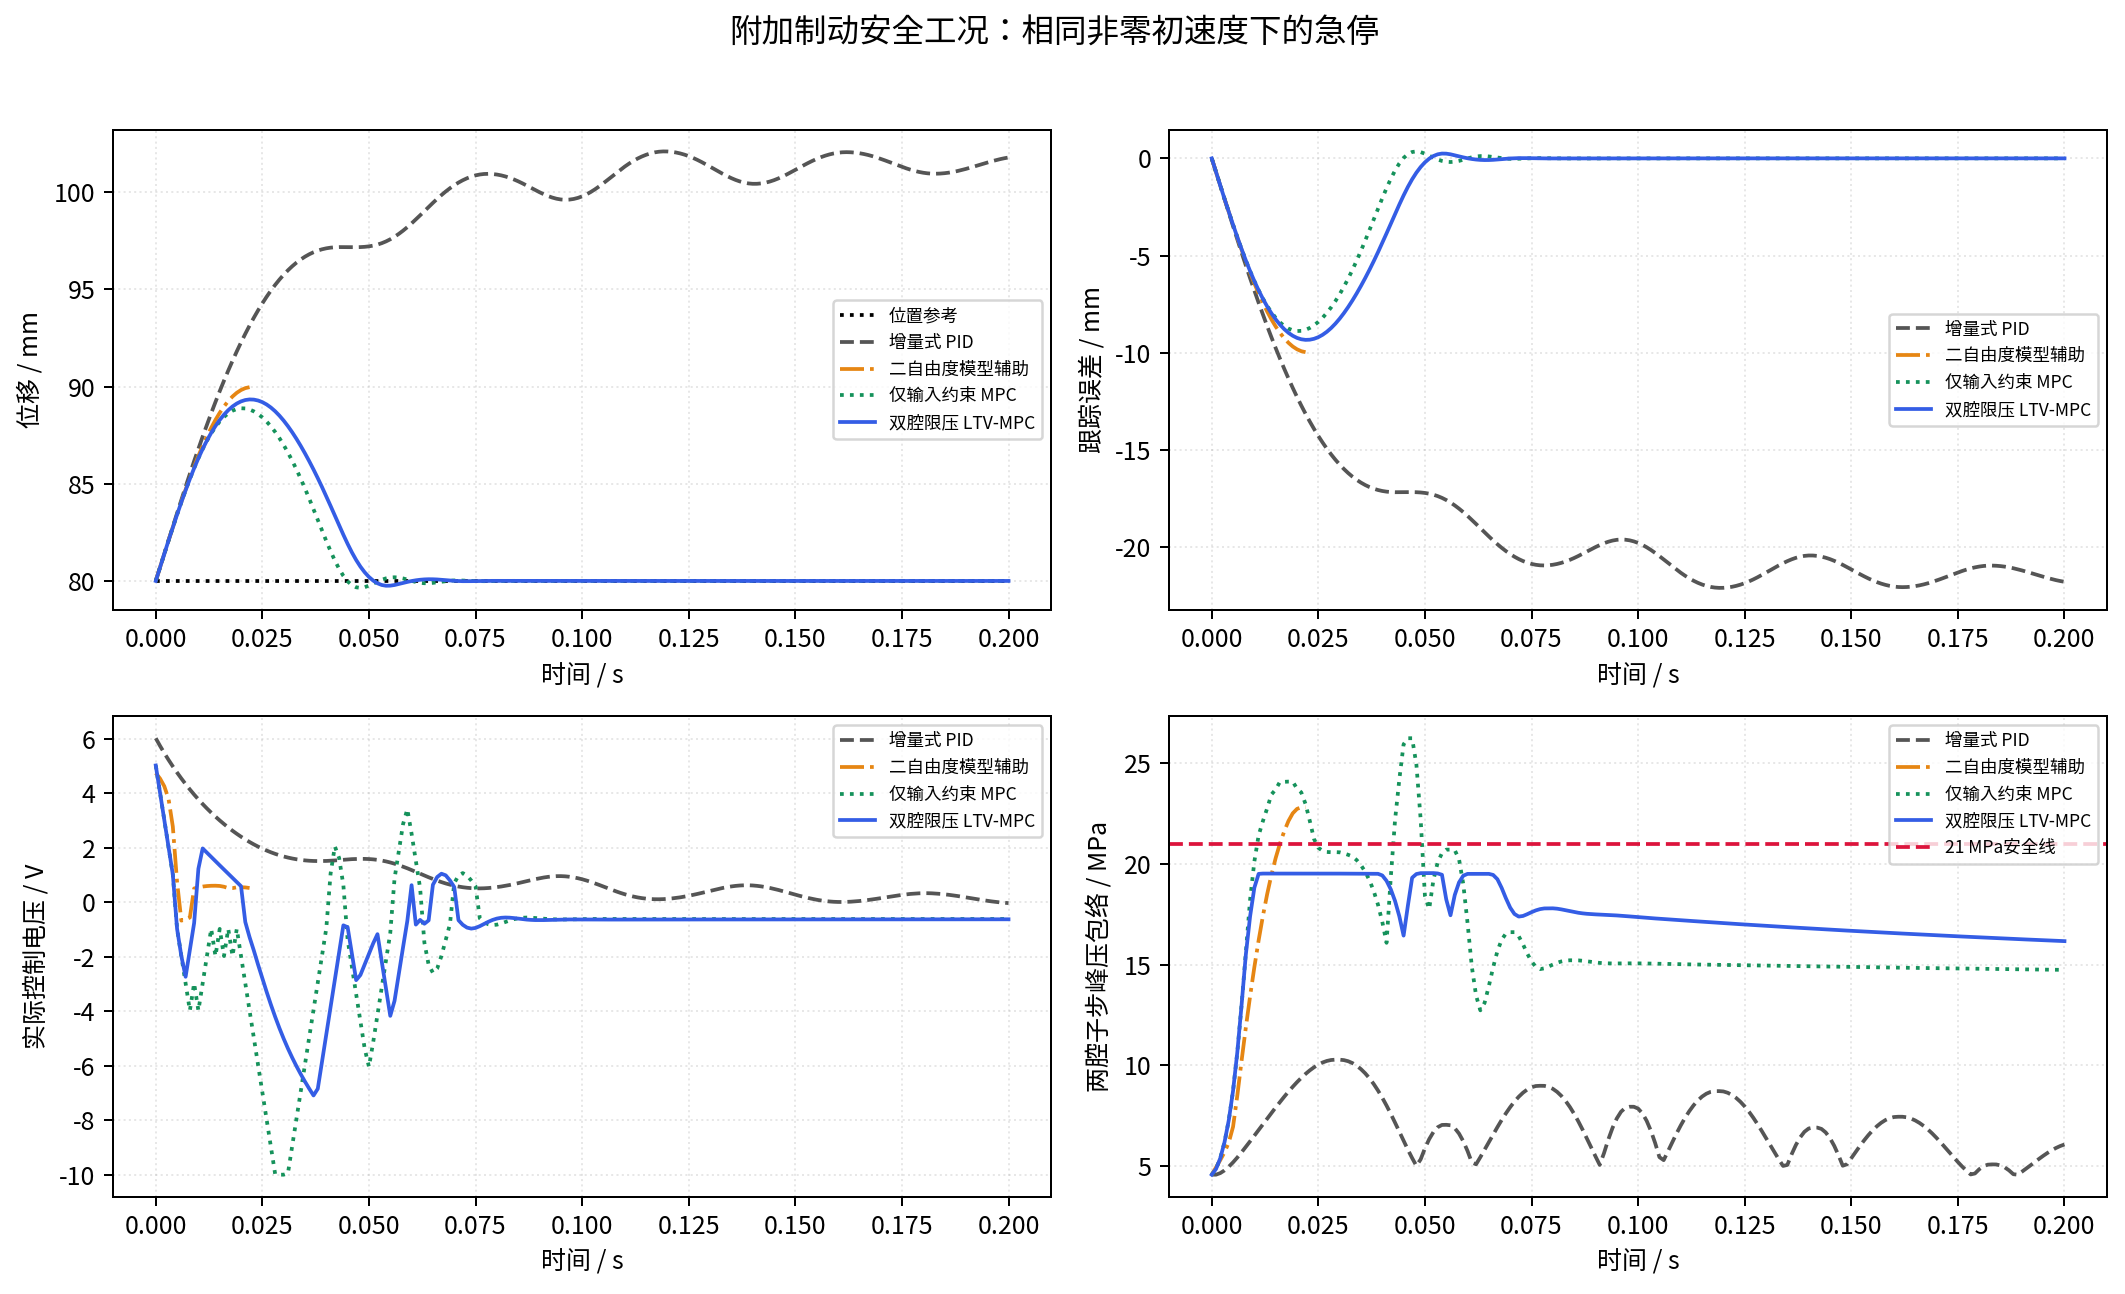 附加制动安全工况：相同非零初速度下的急停
位移 / mm
100
95
90
85
80
位置参考
增量式 PID
二自由度模型辅助
仅输入约束 MPC
双腔限压 LTV-MPC
0.000 0.025 0.050 0.075 0.100 0.125 0.150 0.175 0.200
时间 / s
跟踪误差 / mm
0
-5
-10
-15
-20
增量式 PID
二自由度模型辅助
仅输入约束 MPC
双腔限压 LTV-MPC
0.000 0.025 0.050 0.075 0.100 0.125 0.150 0.175 0.200
时间 / s
实际控制电压 / V
6
4
2
0
-2
-4
-6
-8
-10
增量式 PID
二自由度模型辅助
仅输入约束 MPC
双腔限压 LTV-MPC
0.000 0.025 0.050 0.075 0.100 0.125 0.150 0.175 0.200
时间 / s
两腔子步峰压包络 / MPa
25
20
15
10
5
增量式 PID
二自由度模型辅助
仅输入约束 MPC
双腔限压 LTV-MPC
21 MPa安全线
0.000 0.025 0.050 0.075 0.100 0.125 0.150 0.175 0.200
时间 / s